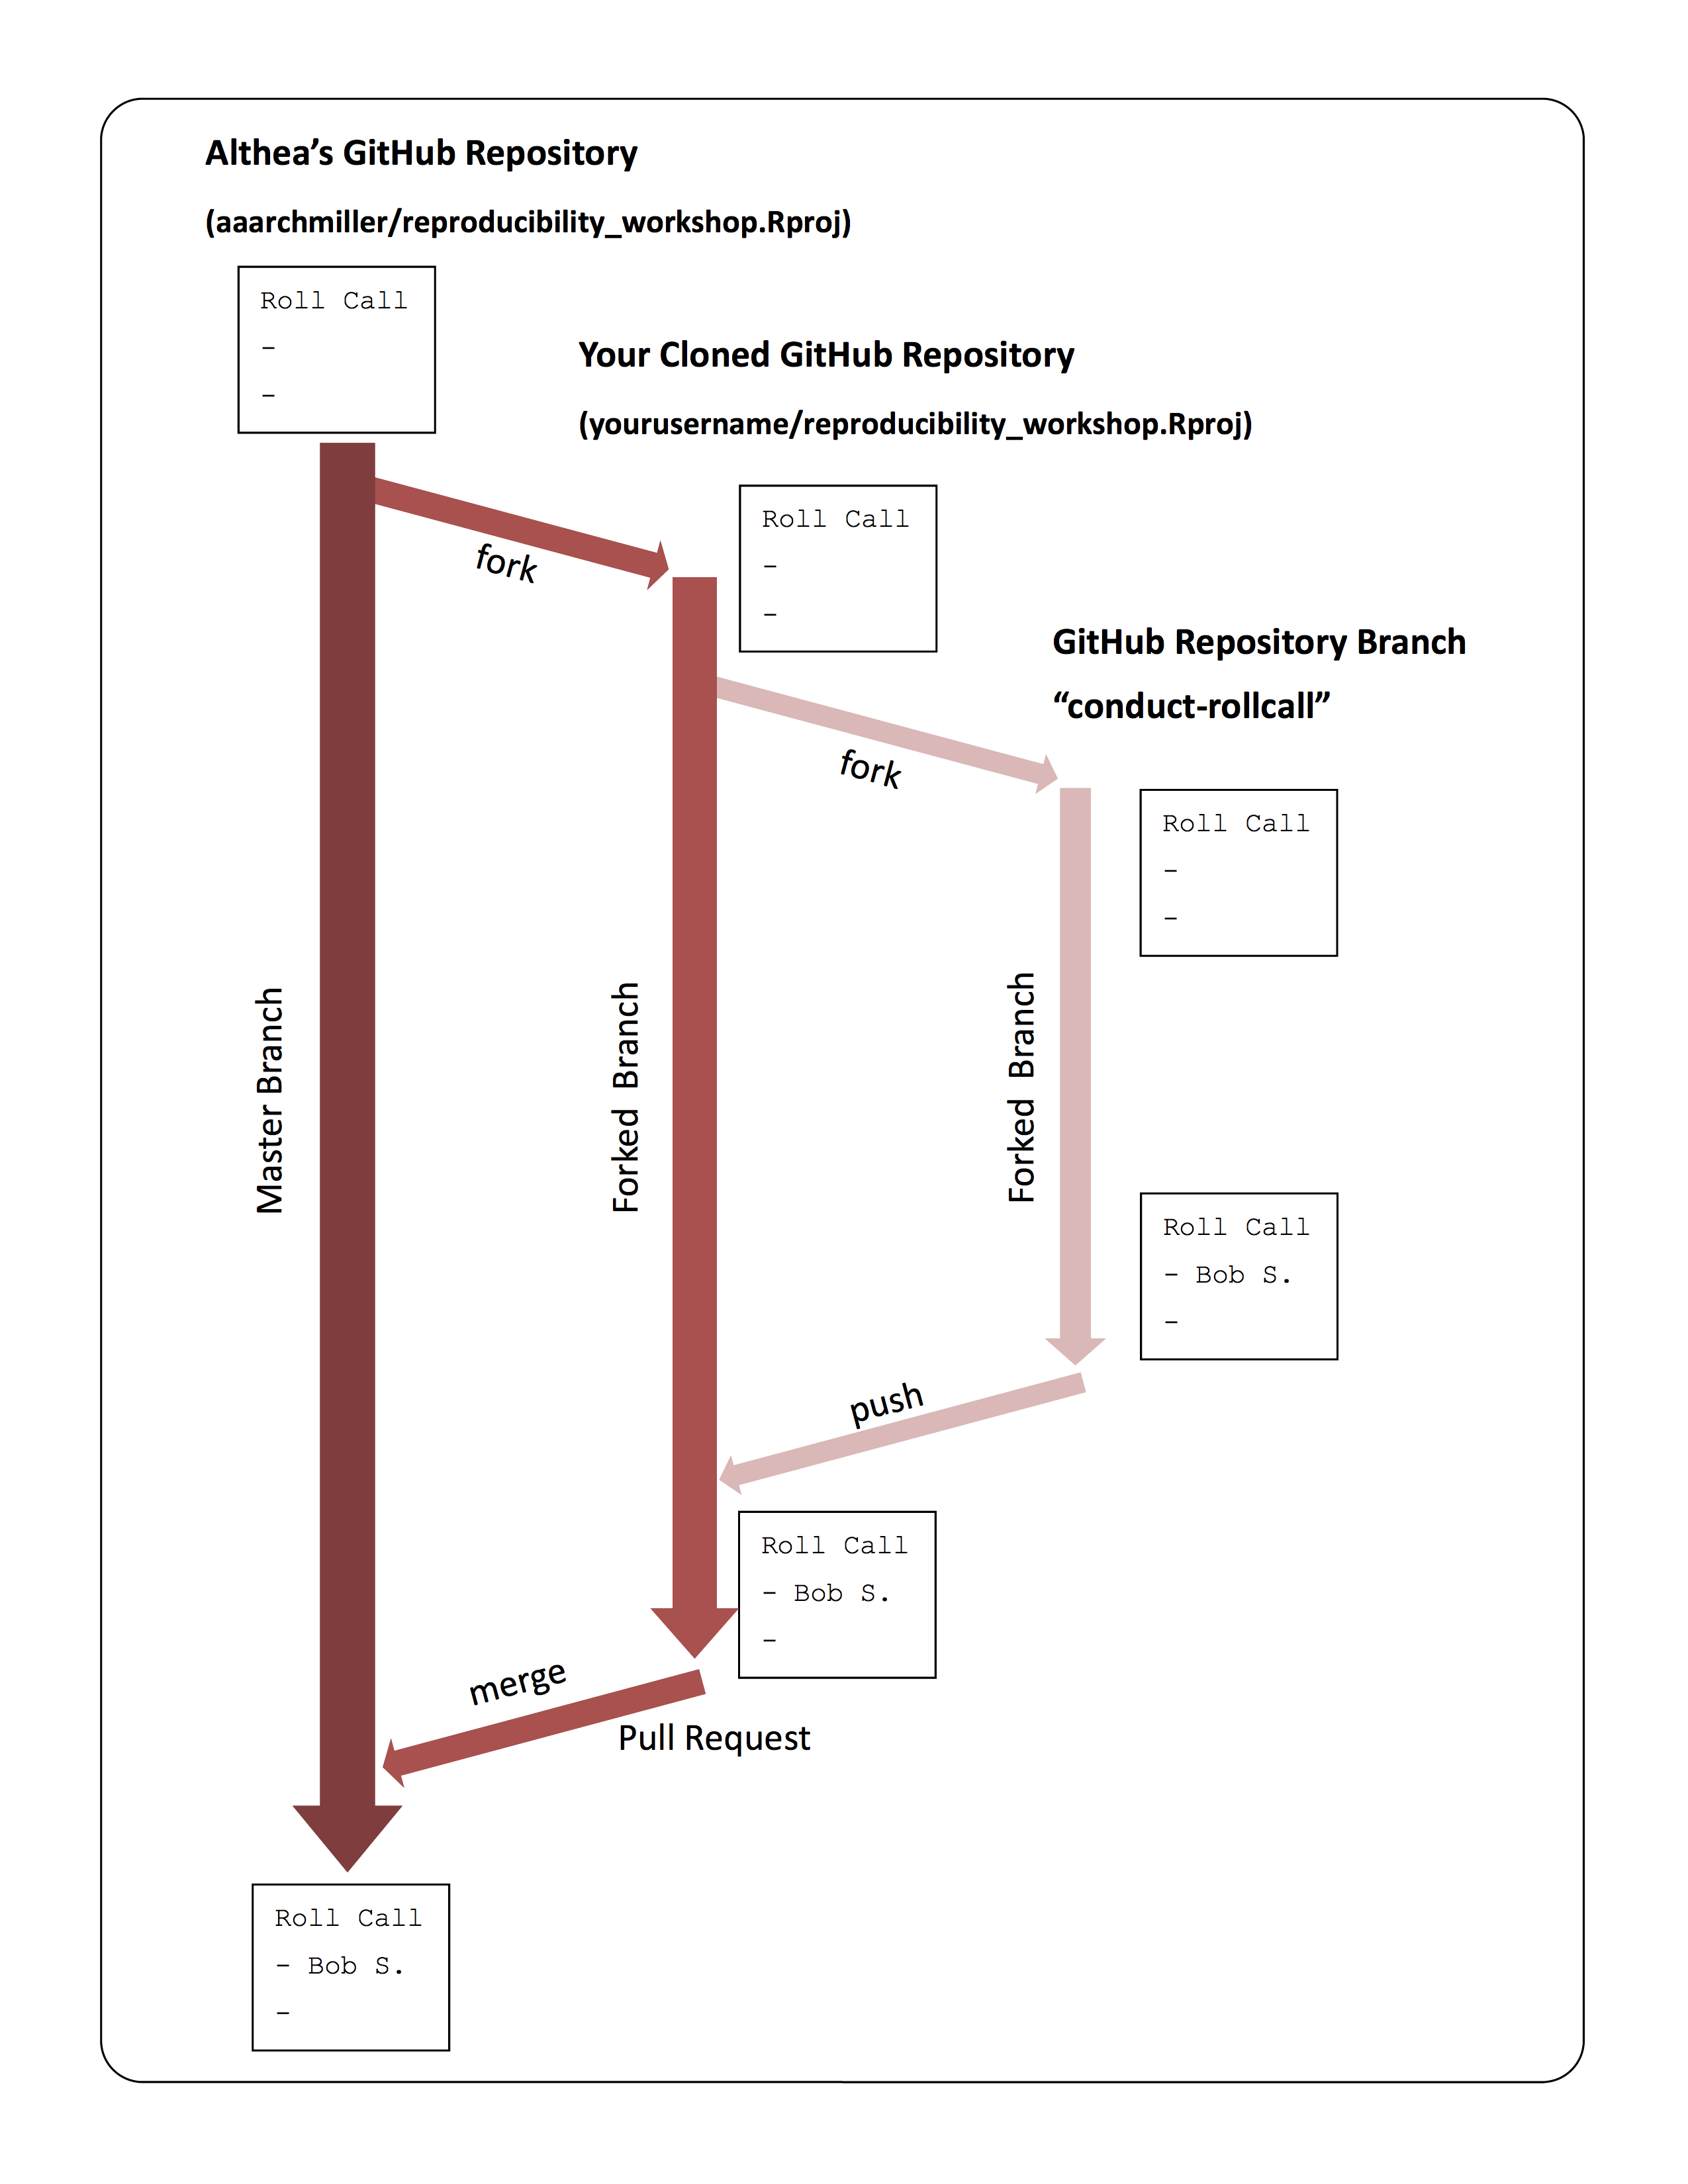 Althea’s GitHub Repository
(aaarchmiller/reproducibility_workshop.Rproj)
Roll Call
-
-
Your Cloned GitHub Repository
(yourusername/reproducibility_workshop.Rproj)
fork
Roll Call
-
-
GitHub Repository Branch
“conduct-rollcall”
fork
Roll Call
-
-
Master Branch
Forked Branch
Forked Branch
Roll Call
- Bob S.
-
push
Roll Call
- Bob S.
-
merge
Pull Request
Roll Call
- Bob S.
-